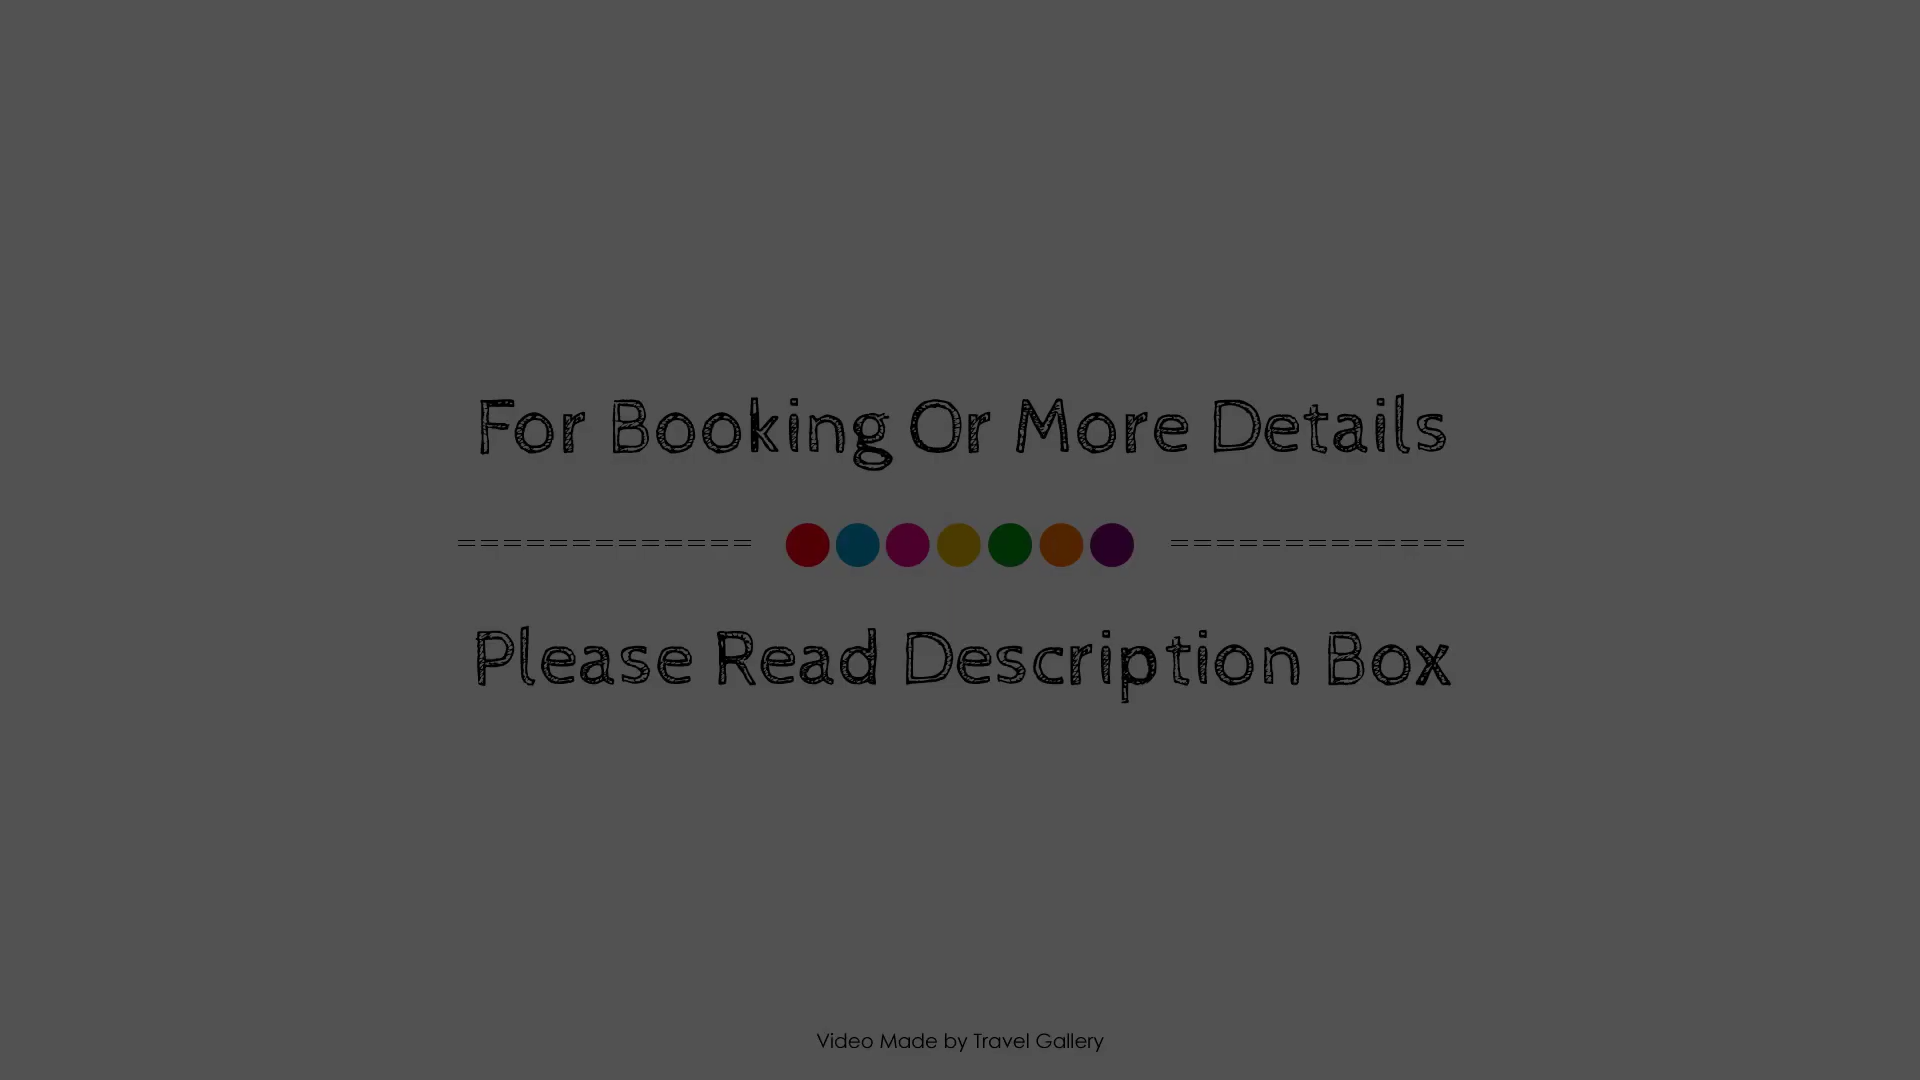 For Booking Or More Details
============= =============
Please Read Description Box
Video Made by Travel Gallery